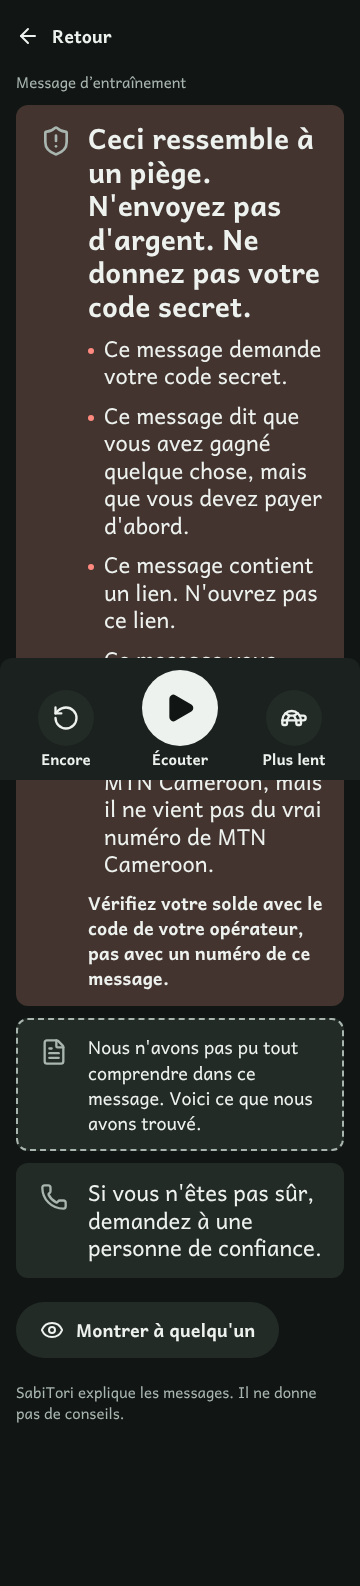 Retour
Message d'entraînement
Ceci ressemble à
un piège.
N'envoyez pas
d'argent. Ne
donnez pas votre
code secret.
Ce message demande
votre code secret.
Ce message dit que
vous avez gagné
quelque chose, mais
que vous devez payer
d'abord.
Ce message contient
un lien. N'ouvrez pas
ce lien.
Encore
Écouter
Plus lent
MTN Cameroon, mais
il ne vient pas du vrai
numéro de MTN
Cameroon.
Vérifiez votre solde avec le
code de votre opérateur,
pas avec un numéro de ce
message.
Nous n'avons pas pu tout
comprendre dans ce
message. Voici ce que nous
avons trouvé.
Si vous n'êtes pas sûr,
demandez à une
personne de confiance.
Montrer à quelqu'un
SabiTori explique les messages. Il ne donne
pas de conseils.